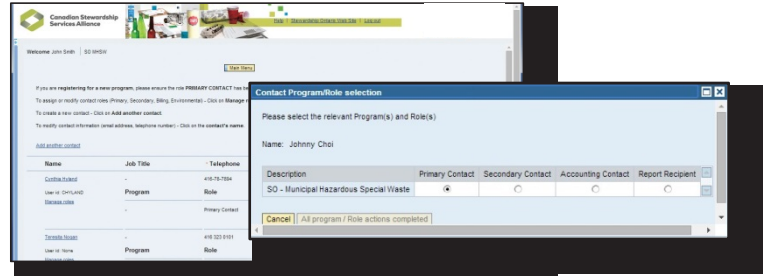 Canadian Stewardship
Services Alliance
Help | Stewardship Ontario Web Site | Log out
Welcome John Smith SO MHSW
Main Menu
If you are registering for a new program, please ensure the role PRIMARY CONTACT has be
To assign or modify contact roles (Primary, Secondary, Billing, Environmental) - Click on Manage r
To create a new contact - Click on Add another contact.
To modify contact information (email address, telephone number) - Click on the contact's name.
Add another contact
Name Job Title Telephone
Cynthia Hyland - 416-78-7894
User Id: CHYLAND Program Role
Manage roles
- Primary Contact
Teresita Nosan - 416 323 0101
User Id: None Program Role
Manage roles
Contact Program/Role selection
Please select the relevant Program(s) and Role(s)
Name: Johnny Choi
Description Primary Contact Secondary Contact Accounting Contact Report Recipient
SO - Municipal Hazardous Special Waste
Cancel All program / Role actions completed